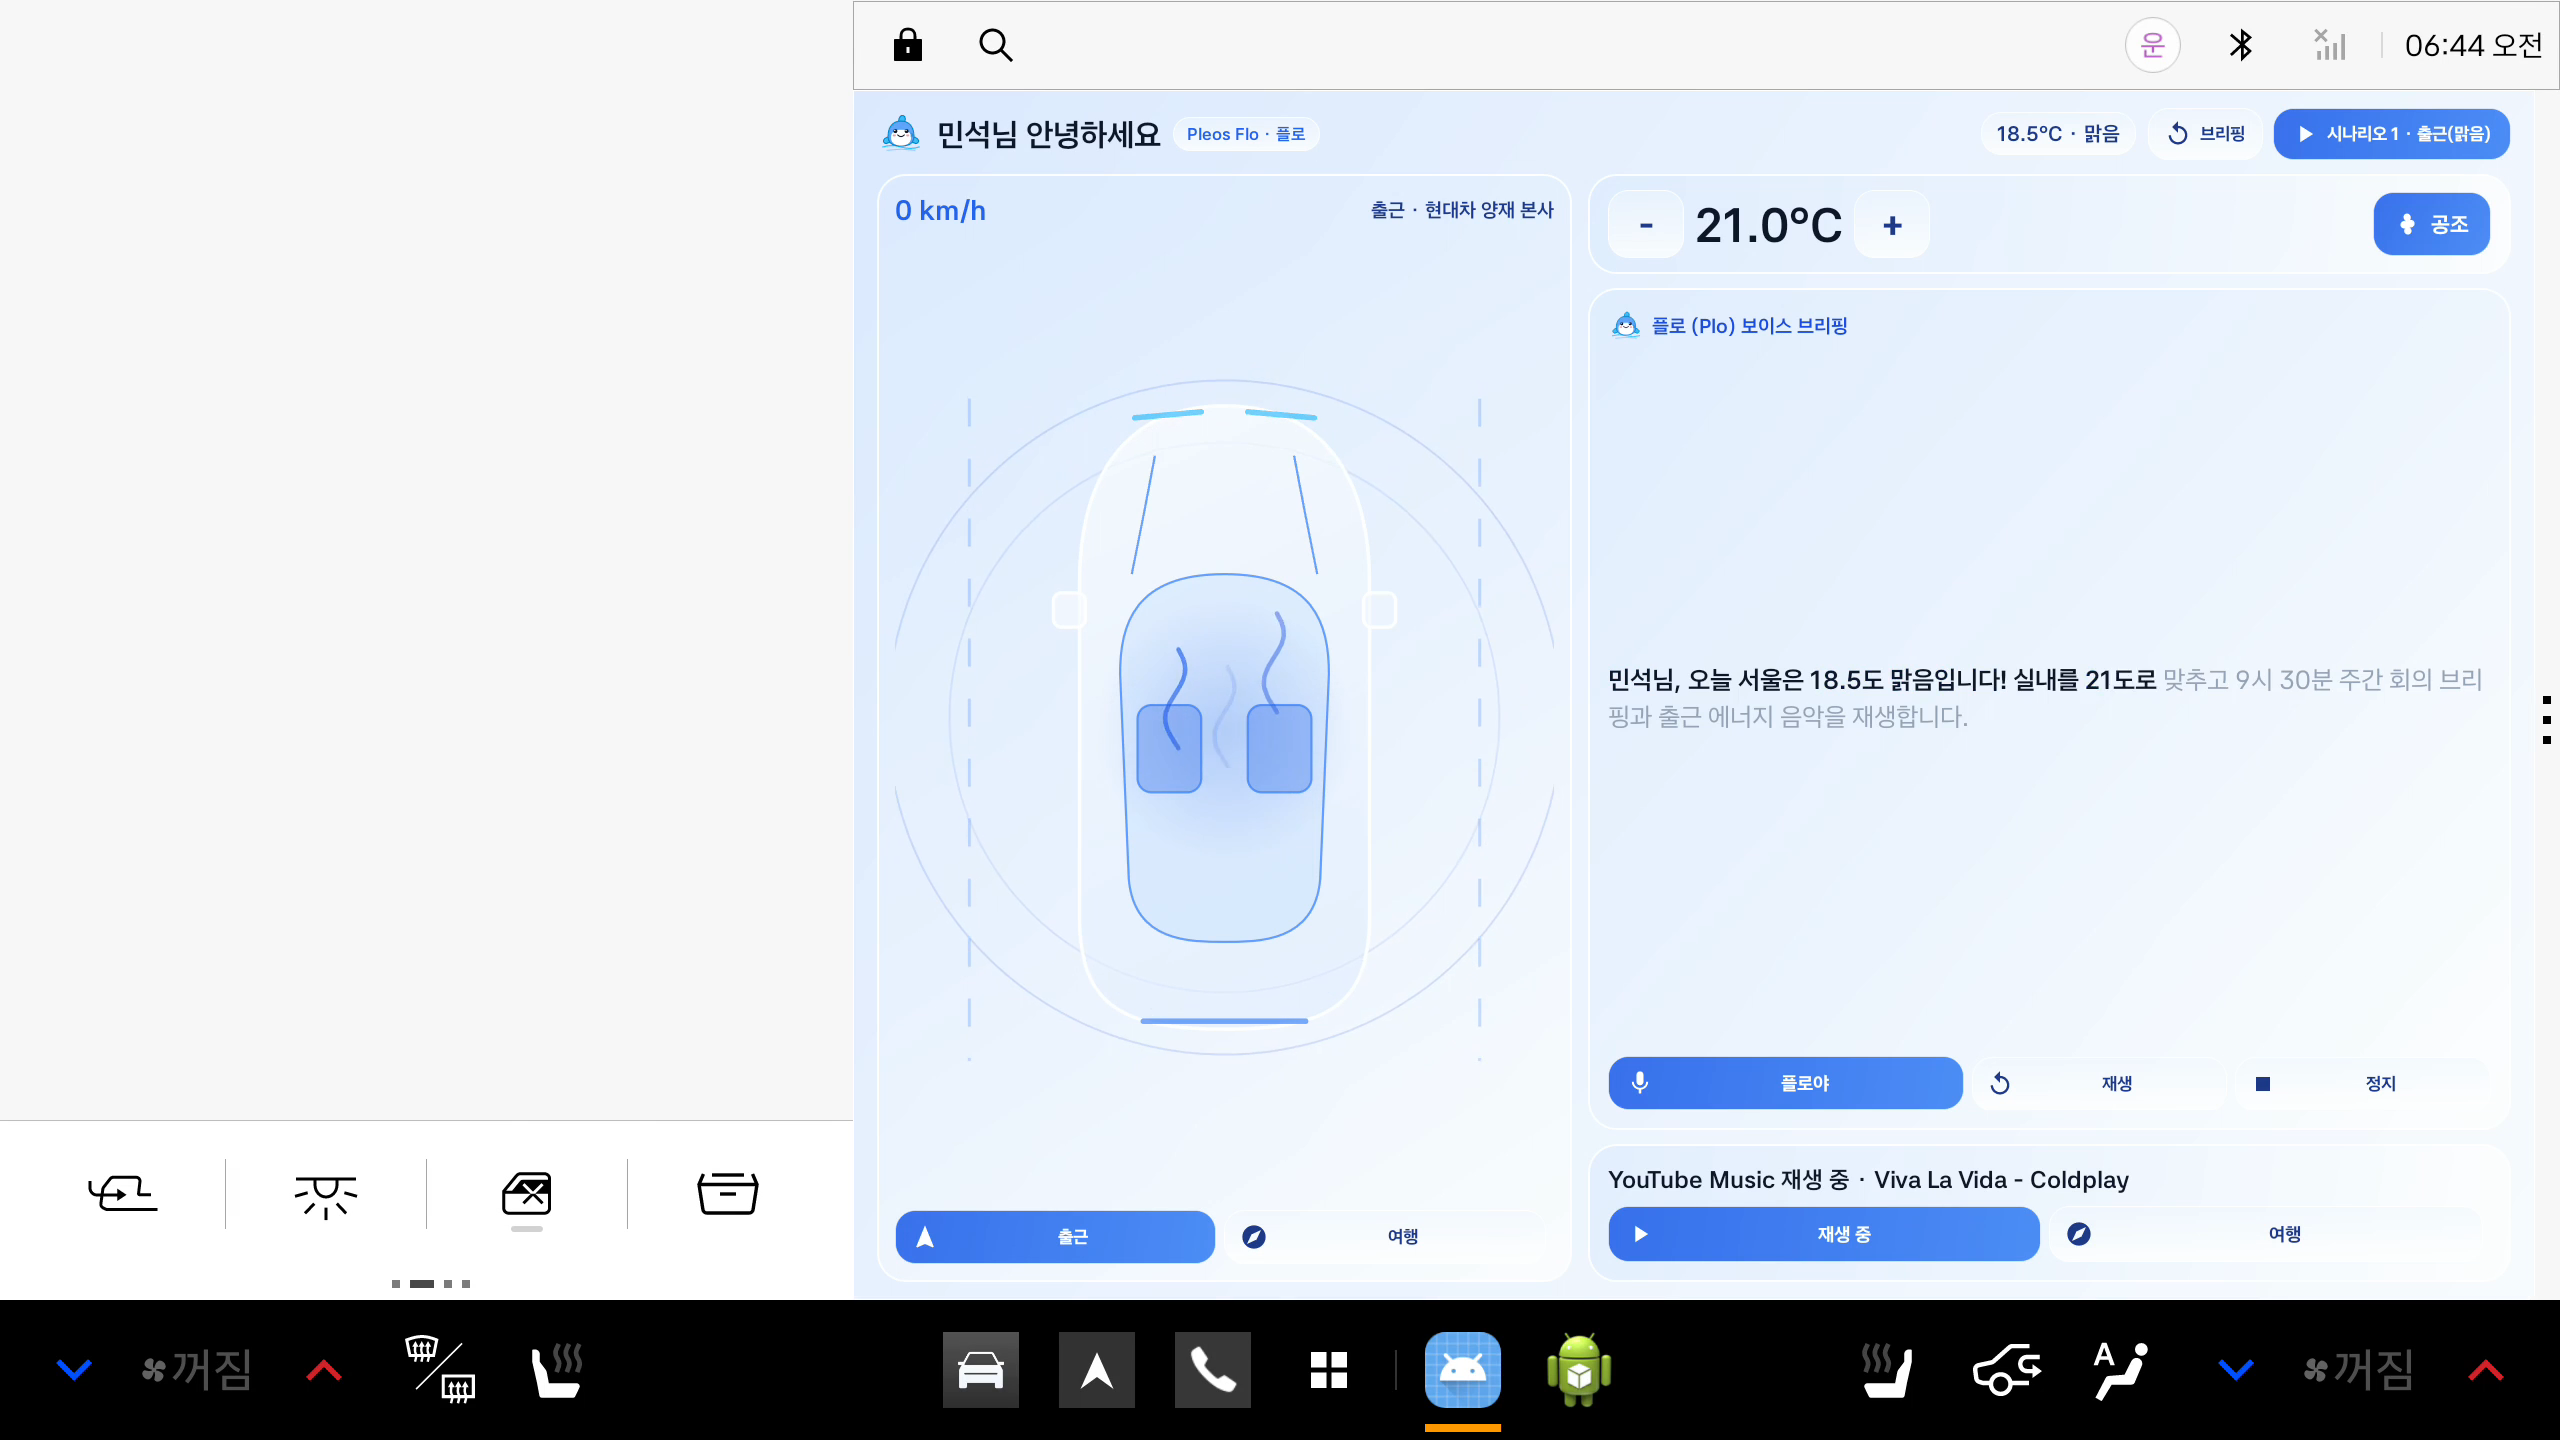 운
06:44 오전
민석님 안녕하세요
Pleos Flo · 플로
18.5°C · 맑음
브리핑
시나리오 1 · 출근(맑음)
0 km/h
출근 · 현대차 양재 본사
출근
여행
-
21.0°C
+
공조
플로 (Plo) 보이스 브리핑
민석님, 오늘 서울은 18.5도 맑음입니다! 실내를 21도로 맞추고 9시 30분 주간 회의 브리
핑과 출근 에너지 음악을 재생합니다.
플로야
재생
정지
YouTube Music 재생 중 · Viva La Vida - Coldplay
재생 중
여행
꺼짐
A
꺼짐